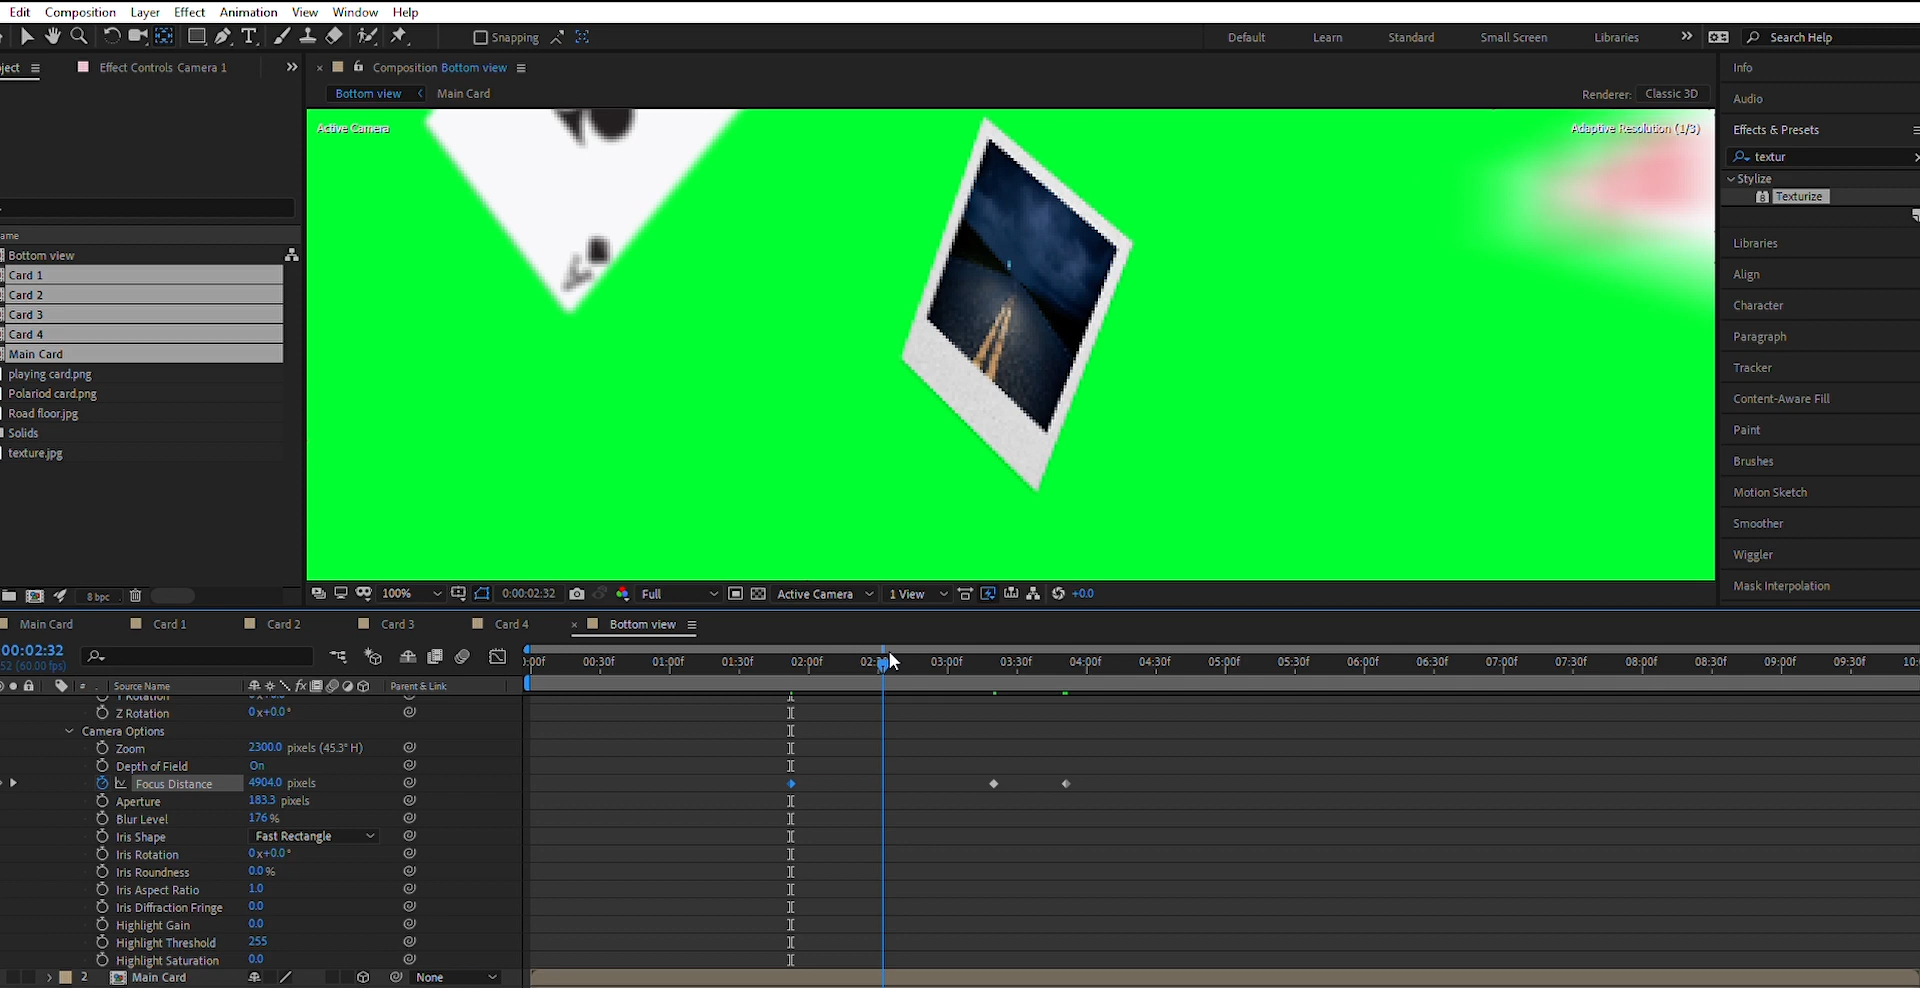 Edit Composition Layer Effect Animation View Window Help
Snapping
Default Learn Standard Small Screen Libraries Search Help
ject Effect Controls Camera 1
Composition Bottom view
Info
Bottom view Main Card
Renderer: Classic 3D
Audio
Active Camera
Adaptive Resolution (1/3)
Effects & Presets
textur
Stylize
Texturize
ame
Bottom view
Card 1
Card 2
Card 3
Card 4
Main Card
playing card.png
Polariod card.png
Road floor.jpg
Solids
texture.jpg
Libraries
Align
Character
Paragraph
Tracker
Content-Aware Fill
Paint
Brushes
Motion Sketch
Smoother
Wiggler
Mask Interpolation
8 bpc
100% 0:00:02:32 Full Active Camera 1 View +0.0
Main Card Card 1 Card 2 Card 3 Card 4 Bottom view
00:02:32
52 (60.00 fps)
0:00f 00:30f 01:00f 01:30f 02:00f 03:00f 03:30f 04:00f 04:30f 05:00f 05:30f 06:00f 06:30f 07:00f 07:30f 08:00f 08:30f 09:00f 09:30f 10:
# Source Name fx Parent & Link
Z Rotation 0x+0.0°
Camera Options
Zoom 2300.0 pixels (45.3° H)
Depth of Field On
Focus Distance 4904.0 pixels
Aperture 183.3 pixels
Blur Level 176 %
Iris Shape Fast Rectangle
Iris Rotation 0x+0.0°
Iris Roundness 0.0 %
Iris Aspect Ratio 1.0
Iris Diffraction Fringe 0.0
Highlight Gain 0.0
Highlight Threshold 255
Highlight Saturation 0.0
2 Main Card None